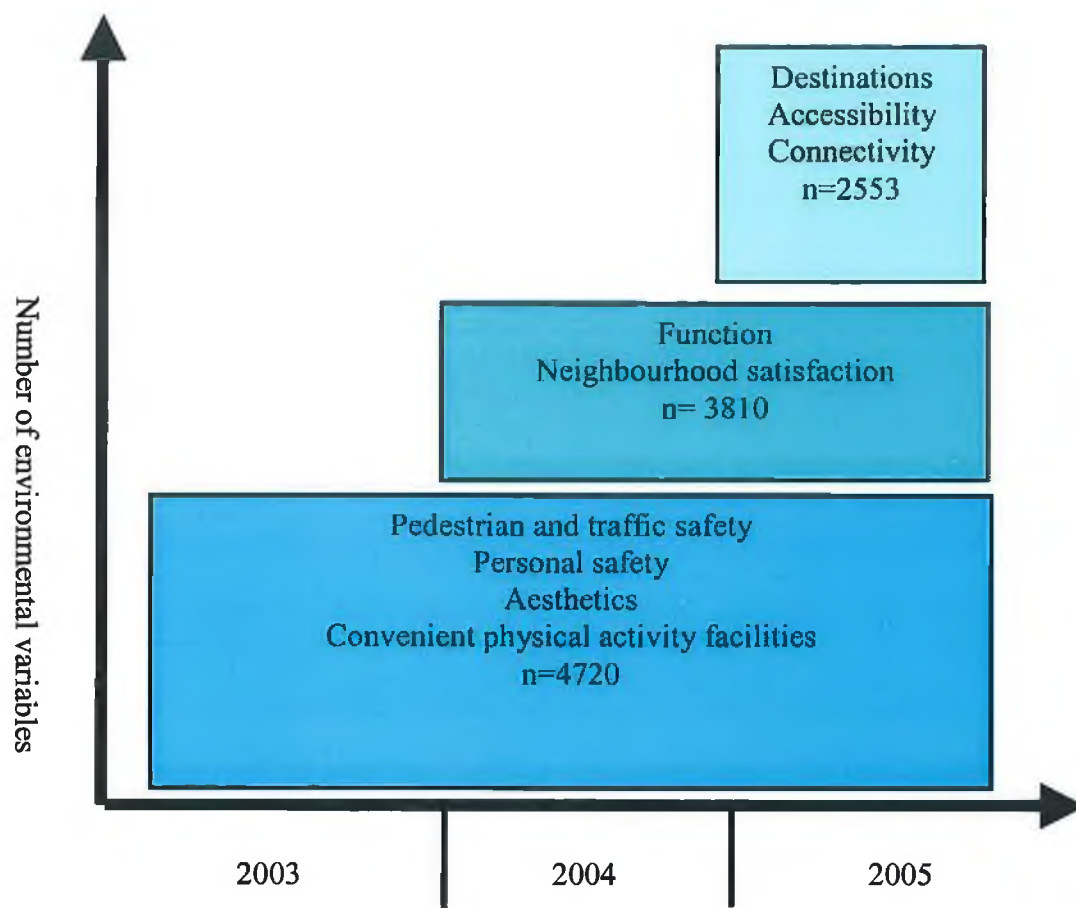 Destinations
Accessibility
Connectivity
n=2553
Function
Neighbourhood satisfaction
n= 3810
Pedestrian and traffic safety
Personal safety
Aesthetics
Convenient physical activity facilities
n=4720
Number of environmental variables
2003
2004
2005